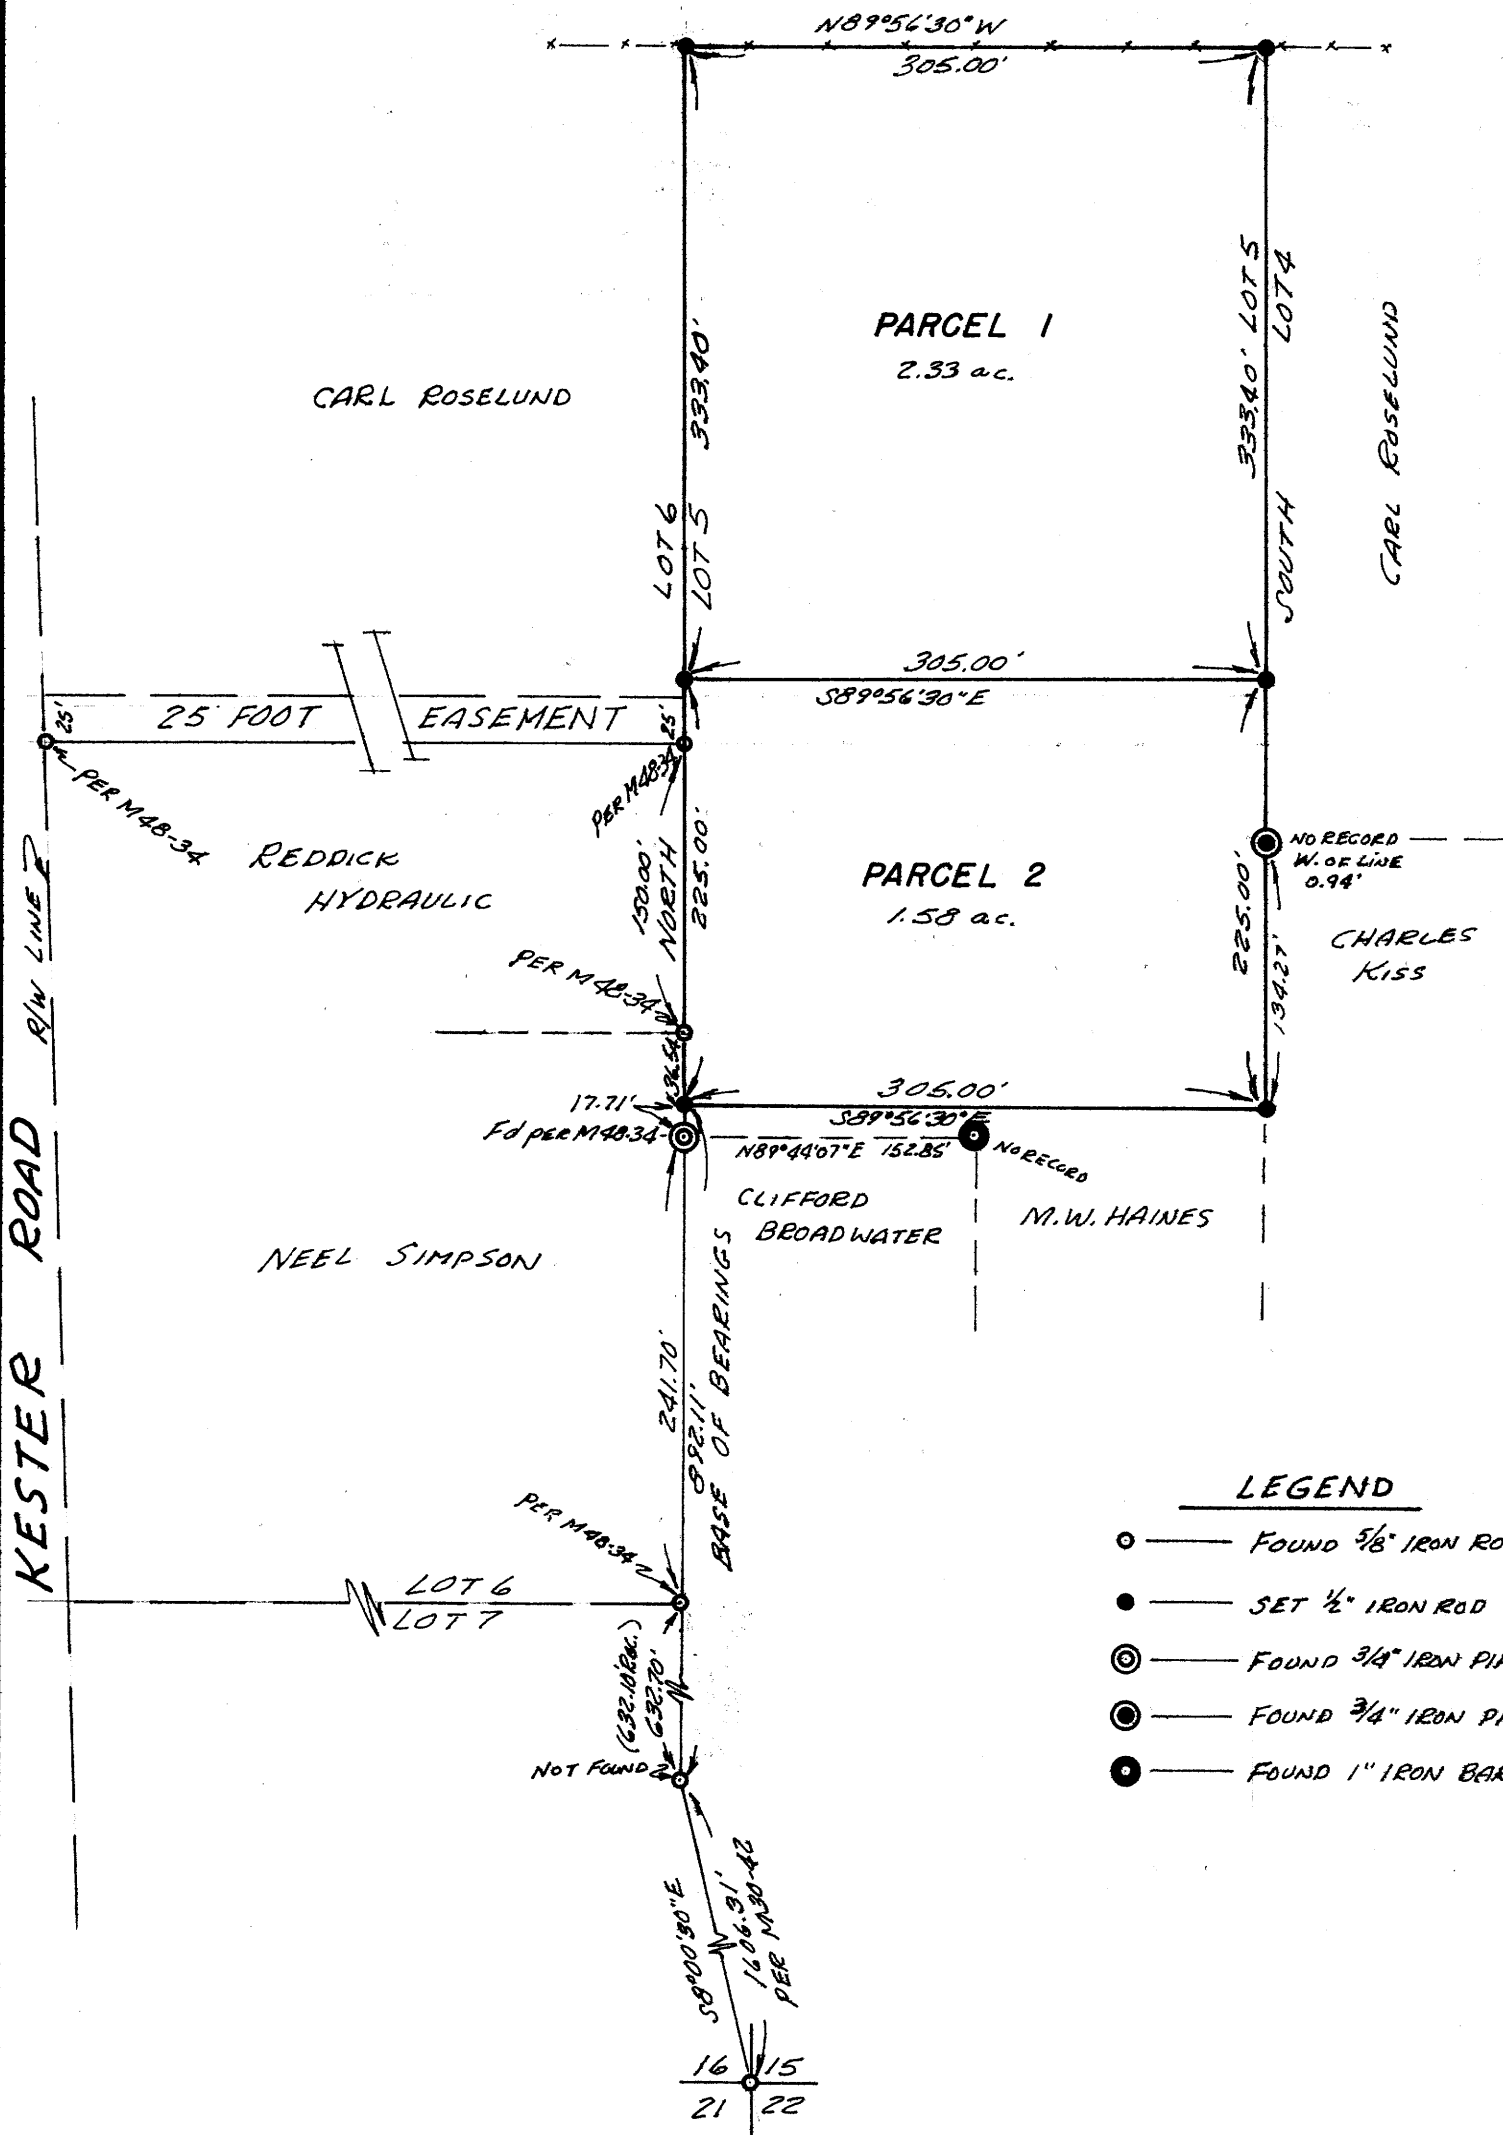 N89°56'30"W
305.00'
333.40'
PARCEL 1
2.33 ac.
333.40' LOT 5
LOT 4
CARL ROSELUND
CARL ROSELUND
LOT 6
LOT 5
SOUTH
305.00'
S89°56'30"E
25'
25 FOOT EASEMENT
25'
PER M48-34
PER M48-34
REDDICK
HYDRAULIC
R/W LINE
150.00'
NORTH
225.00'
PARCEL 2
1.58 ac.
NO RECORD
W. OF LINE
0.94'
225.00'
134.27'
CHARLES
KISS
PER M48-34
36.54'
305.00'
S89°56'30"E
17.71'
Fd PER M48-34
N89°44'07"E 152.85'
NO RECORD
CLIFFORD
BROADWATER
M.W. HAINES
NEEL SIMPSON
KESTER ROAD
241.70'
892.11'
BASE OF BEARINGS
PER M48-34
LOT 6
LOT 7
(632.10 Rec.)
632.70'
NOT FOUND
S8°00'30"E
1606.31'
PER M30-42
16 15
21 22
LEGEND
FOUND 5/8" IRON RO
SET 1/2" IRON ROD
FOUND 3/4" IRON PI
FOUND 3/4" IRON PI
FOUND 1" IRON BA